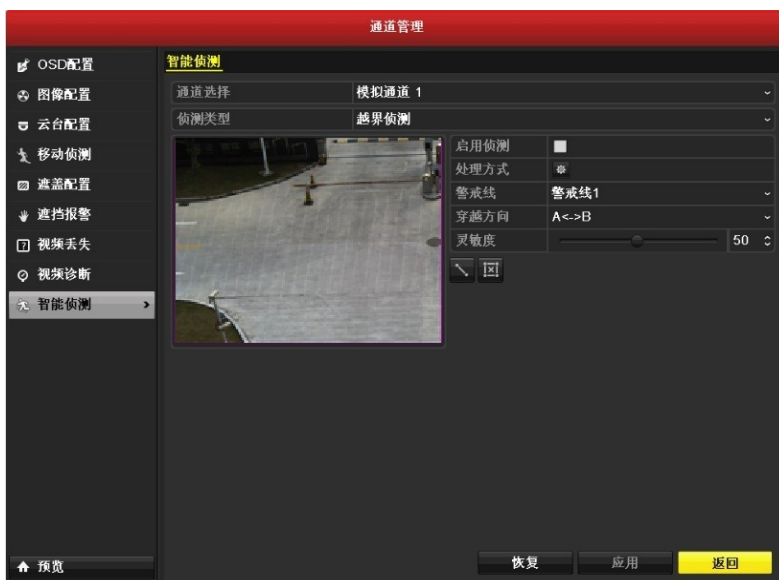 通道管理
OSD配置
图像配置
云台配置
移动侦测
遮盖配置
遮挡报警
视频丢失
视频诊断
智能侦测
预览
智能侦测
通道选择 模拟通道 1
侦测类型 越界侦测
启用侦测
处理方式
警戒线 警戒线1
穿越方向 A<->B
灵敏度 50
恢复 应用 返回